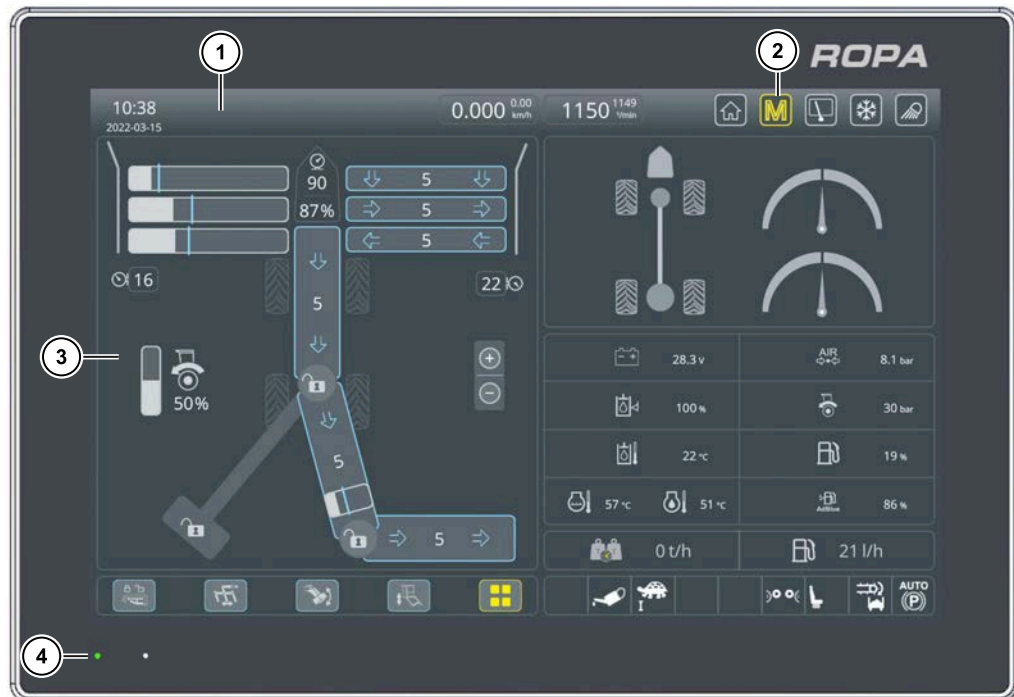 1
2
ROPA
10:38
2022-03-15
0.000 0.00 km/h
1150 1149 1/min
M
90
87%
5
5
5
16
22
5
3
50%
+
−
5
5
- +
28.3 V
AIR
8.1 bar
100 %
30 bar
22 °C
19 %
57 °C
51 °C
AdBlue
86 %
0 t/h
21 l/h
I
AUTO
(P)
4